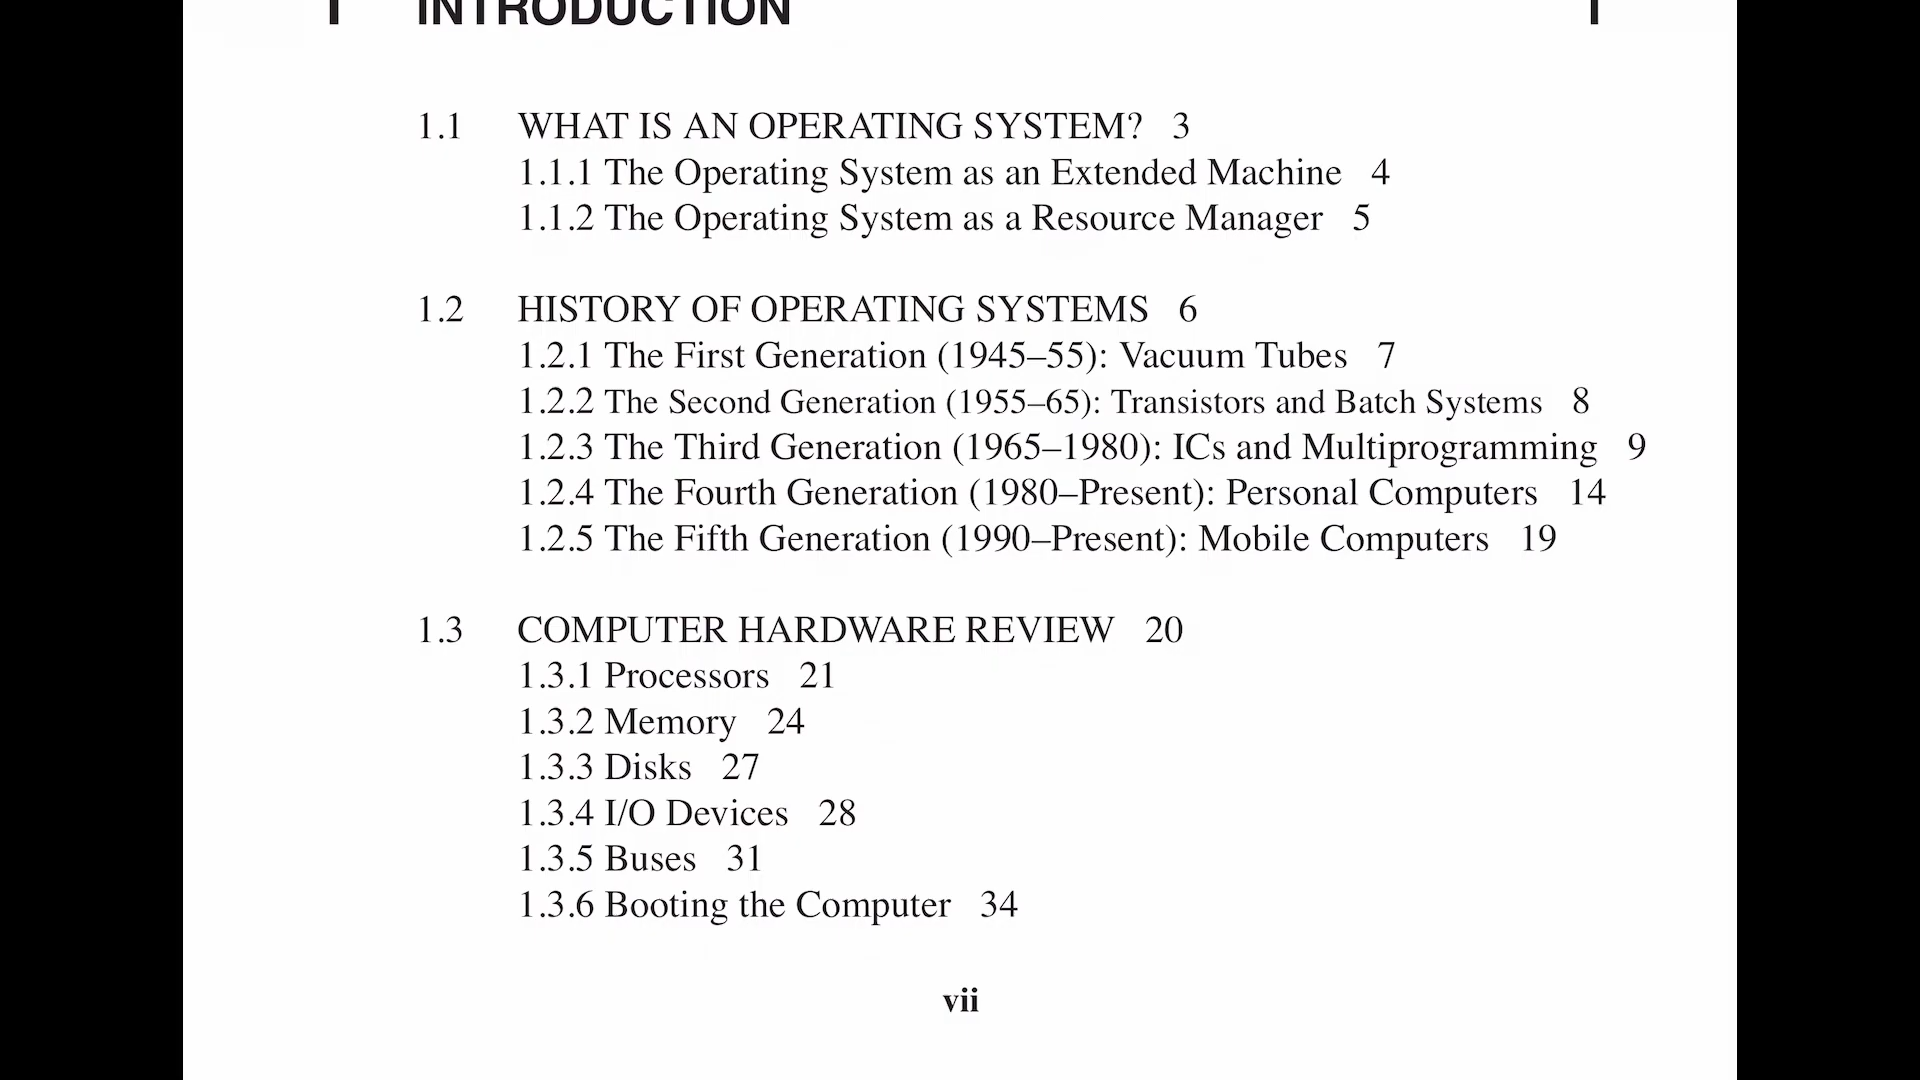 1 INTRODUCTION 1
1.1 WHAT IS AN OPERATING SYSTEM? 3
1.1.1 The Operating System as an Extended Machine 4
1.1.2 The Operating System as a Resource Manager 5
1.2 HISTORY OF OPERATING SYSTEMS 6
1.2.1 The First Generation (1945–55): Vacuum Tubes 7
1.2.2 The Second Generation (1955–65): Transistors and Batch Systems 8
1.2.3 The Third Generation (1965–1980): ICs and Multiprogramming 9
1.2.4 The Fourth Generation (1980–Present): Personal Computers 14
1.2.5 The Fifth Generation (1990–Present): Mobile Computers 19
1.3 COMPUTER HARDWARE REVIEW 20
1.3.1 Processors 21
1.3.2 Memory 24
1.3.3 Disks 27
1.3.4 I/O Devices 28
1.3.5 Buses 31
1.3.6 Booting the Computer 34
vii